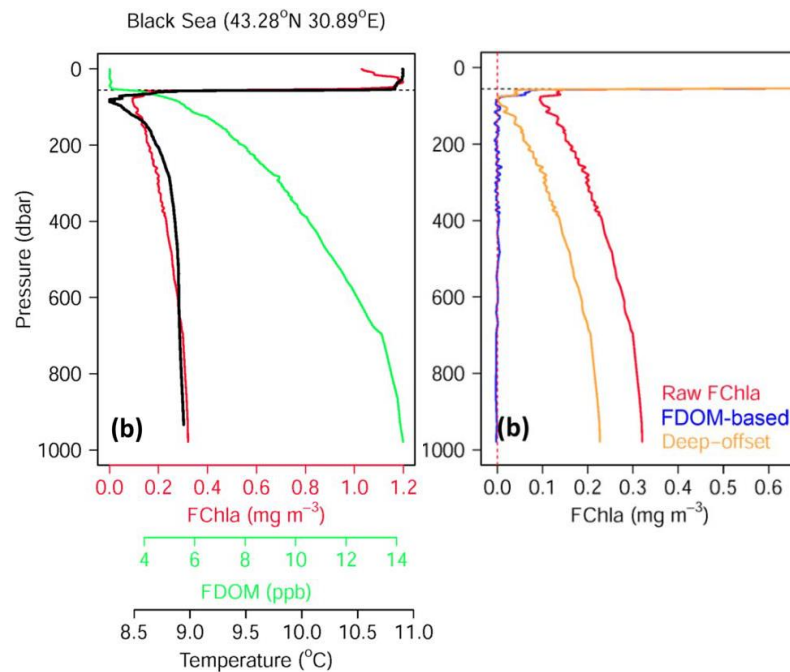 Black Sea (43.28°N 30.89°E)
Pressure (dbar)
0
200
400
600
800
1000
(b)
0.0 0.2 0.4 0.6 0.8 1.0 1.2
FChla (mg m⁻³)
4 6 8 10 12 14
FDOM (ppb)
8.5 9.0 9.5 10.0 10.5 11.0
Temperature (°C)
0
200
400
600
800
1000
Raw FChla
FDOM-based
Deep−offset
(b)
0.0 0.1 0.2 0.3 0.4 0.5 0.6
FChla (mg m⁻³)